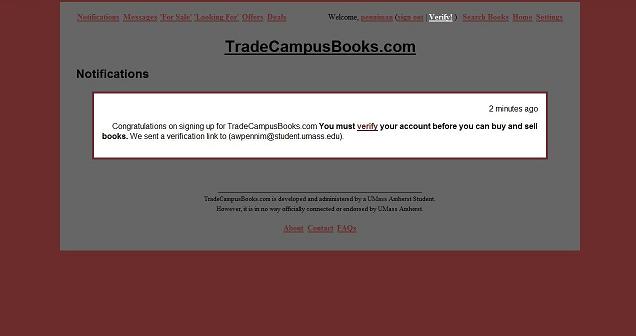 Notifications Messages 'For Sale' 'Looking For' Offers Deals Welcome, penniman (sign out Verify! ) Search Books Home Settings
TradeCampusBooks.com
Notifications
2 minutes ago
Congratulations on signing up for TradeCampusBooks.com You must verify your account before you can buy and sell
books. We sent a verification link to (awpennim@student.umass.edu).
TradeCampusBooks.com is developed and administered by a UMass Amherst Student.
However, it is in no way officially connected or endorsed by UMass Amherst.
About Contact FAQs